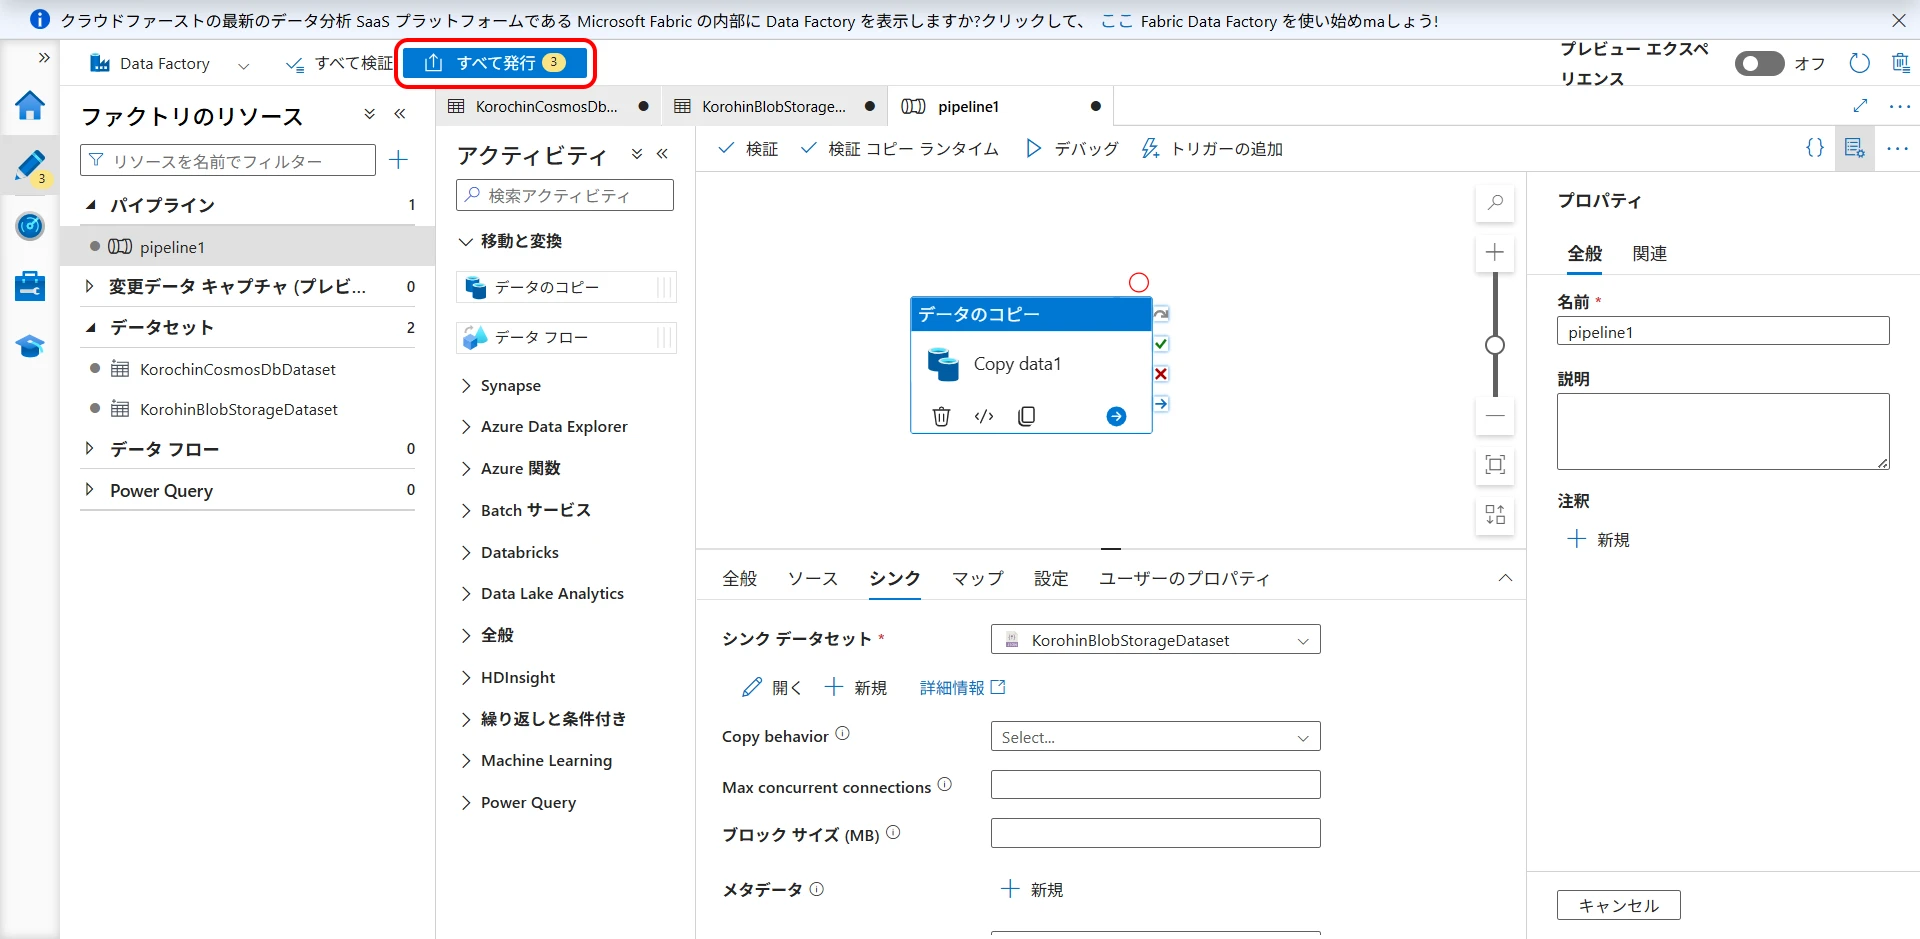 クラウドファーストの最新のデータ分析 SaaS プラットフォームである Microsoft Fabric の内部に Data Factory を表示しますか?クリックして、 ここ Fabric Data Factory を使い始めmaしょう!
Data Factory
すべて検証
すべて発行 3
プレビュー エクスペリエンス
オフ
ファクトリのリソース
リソースを名前でフィルター
3
パイプライン 1
pipeline1
変更データ キャプチャ (プレビ... 0
データセット 2
KorochinCosmosDbDataset
KorohinBlobStorageDataset
データ フロー 0
Power Query 0
KorochinCosmosDb...
KorohinBlobStorage...
pipeline1
アクティビティ
検索アクティビティ
移動と変換
データのコピー
データ フロー
Synapse
Azure Data Explorer
Azure 関数
Batch サービス
Databricks
Data Lake Analytics
全般
HDInsight
繰り返しと条件付き
Machine Learning
Power Query
検証
検証 コピー ランタイム
デバッグ
トリガーの追加
データのコピー
Copy data1
全般
ソース
シンク
マップ
設定
ユーザーのプロパティ
シンク データセット *
KorohinBlobStorageDataset
開く
新規
詳細情報
Copy behavior
Select...
Max concurrent connections
ブロック サイズ (MB)
メタデータ
新規
プロパティ
全般
関連
名前 *
pipeline1
説明
注釈
新規
キャンセル